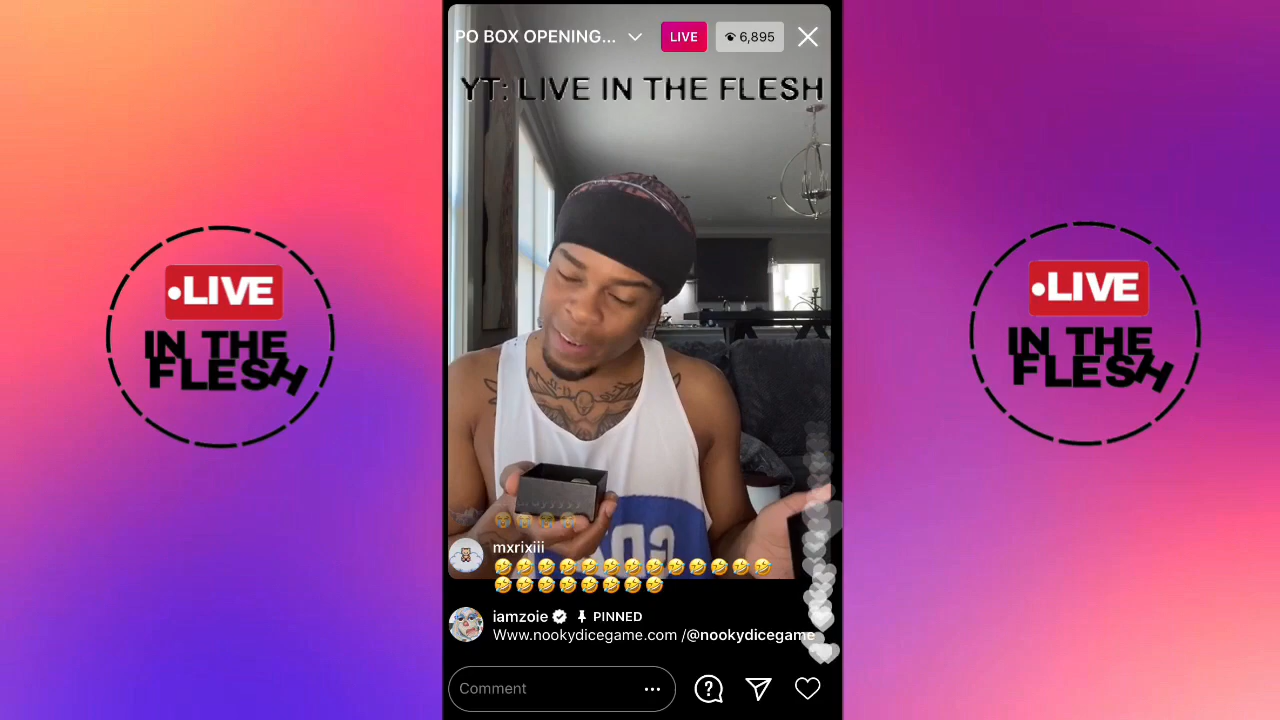 PO BOX OPENING...
LIVE
6,895
YT: LIVE IN THE FLESH
LIVE
IN THE
FLESH
LIVE
IN THE
FLESH
mxrixiii
iamzoie PINNED
Www.nookydicegame.com /@nookydicegame
Comment